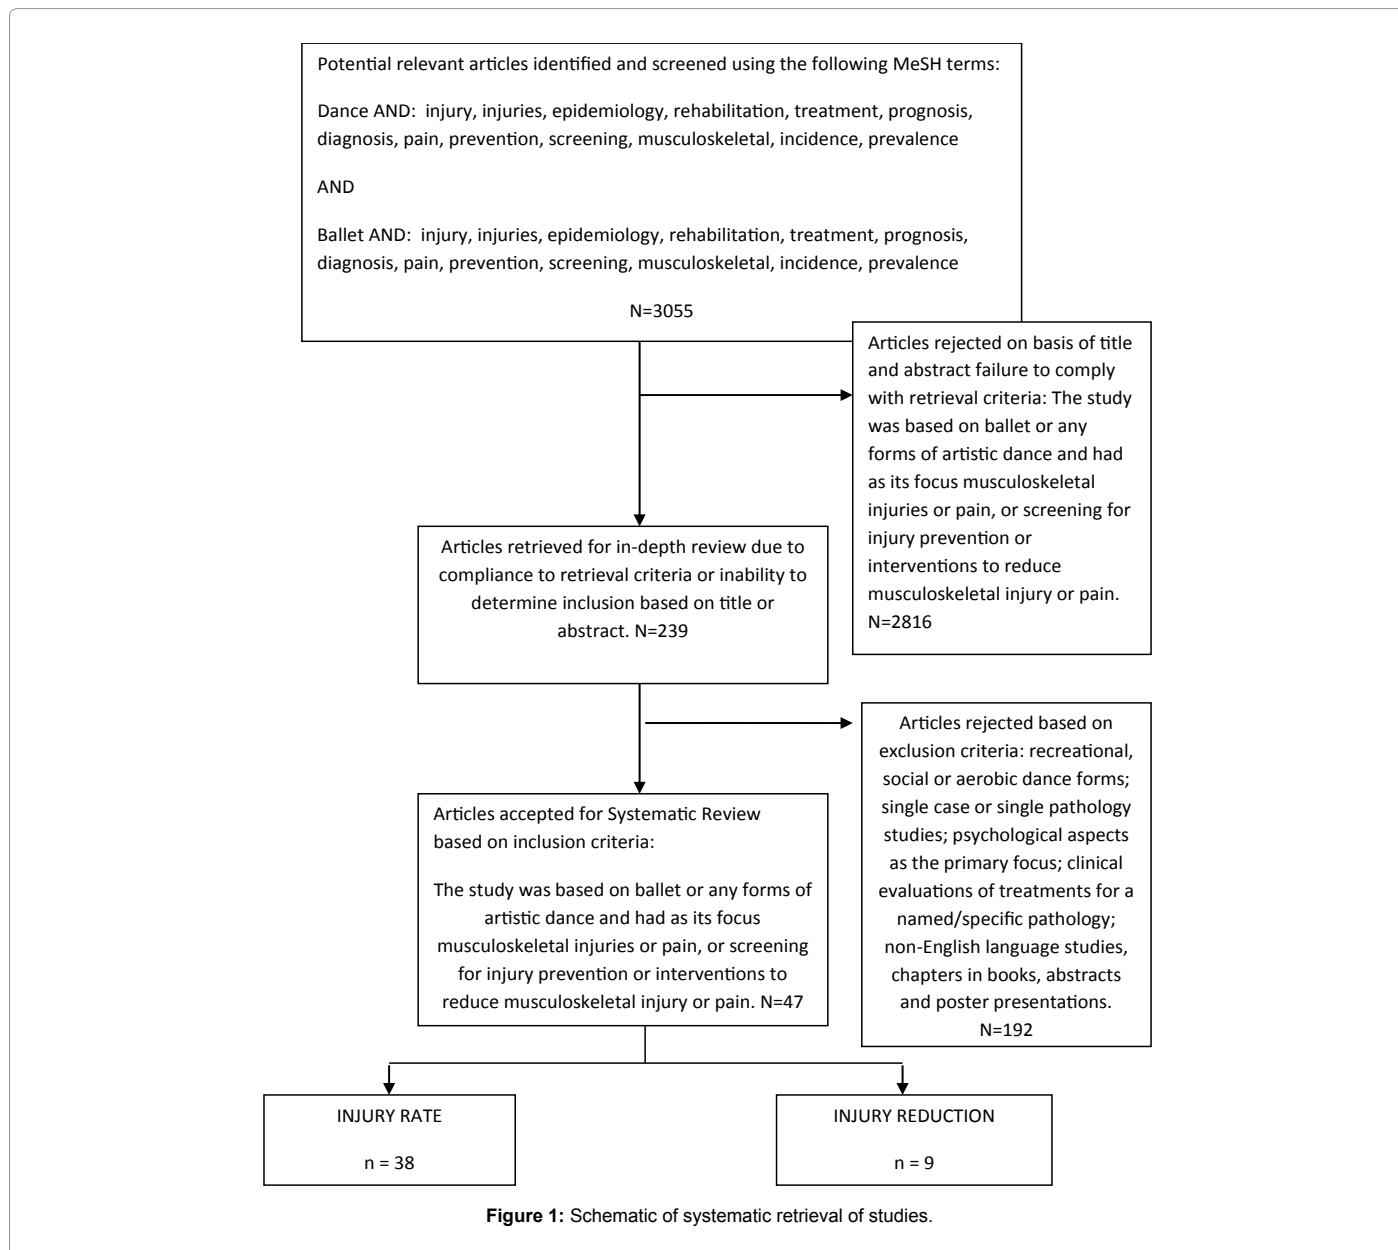 Potential relevant articles identified and screened using the following MeSH terms:
Dance AND: injury, injuries, epidemiology, rehabilitation, treatment, prognosis,
diagnosis, pain, prevention, screening, musculoskeletal, incidence, prevalence
AND
Ballet AND: injury, injuries, epidemiology, rehabilitation, treatment, prognosis,
diagnosis, pain, prevention, screening, musculoskeletal, incidence, prevalence
N=3055
Articles rejected on basis of title
and abstract failure to comply
with retrieval criteria: The study
was based on ballet or any
forms of artistic dance and had
as its focus musculoskeletal
injuries or pain, or screening for
injury prevention or
interventions to reduce
musculoskeletal injury or pain.
N=2816
Articles retrieved for in-depth review due to
compliance to retrieval criteria or inability to
determine inclusion based on title or
abstract. N=239
Articles rejected based on
exclusion criteria: recreational,
social or aerobic dance forms;
single case or single pathology
studies; psychological aspects
as the primary focus; clinical
evaluations of treatments for a
named/specific pathology;
non-English language studies,
chapters in books, abstracts
and poster presentations.
N=192
Articles accepted for Systematic Review
based on inclusion criteria:
The study was based on ballet or any forms of
artistic dance and had as its focus
musculoskeletal injuries or pain, or screening
for injury prevention or interventions to
reduce musculoskeletal injury or pain. N=47
INJURY RATE
n = 38
INJURY REDUCTION
n = 9
Figure 1: Schematic of systematic retrieval of studies.